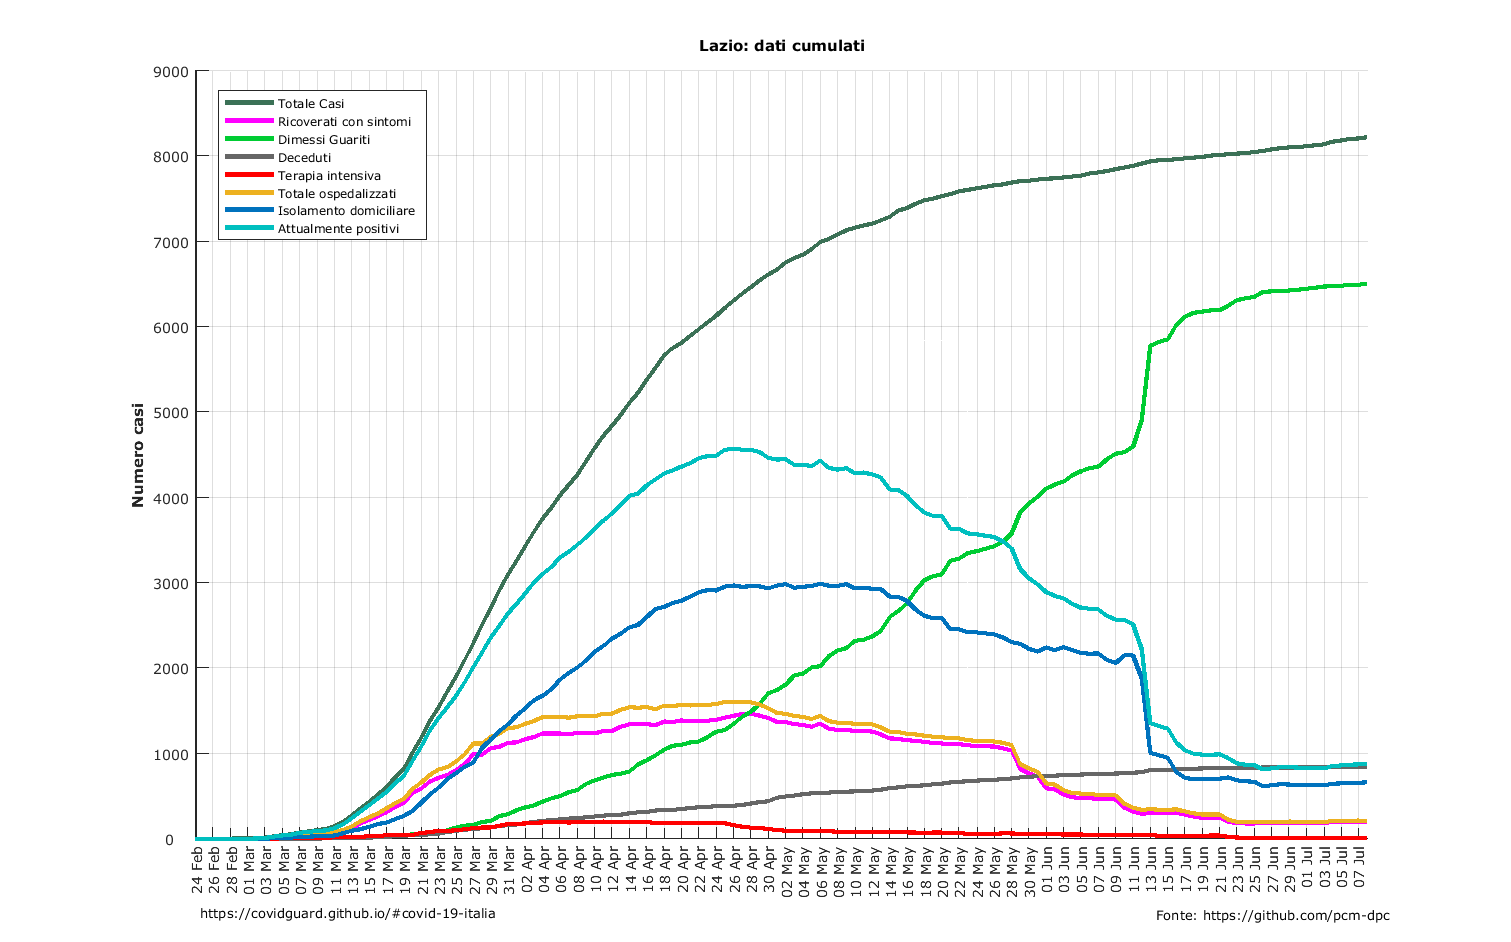 Lazio: dati cumulati
9000
8000
7000
6000
5000
4000
3000
2000
1000
0
Numero casi
Totale Casi
Ricoverati con sintomi
Dimessi Guariti
Deceduti
Terapia intensiva
Totale ospedalizzati
Isolamento domiciliare
Attualmente positivi
24 Feb
26 Feb
28 Feb
01 Mar
03 Mar
05 Mar
07 Mar
09 Mar
11 Mar
13 Mar
15 Mar
17 Mar
19 Mar
21 Mar
23 Mar
25 Mar
27 Mar
29 Mar
31 Mar
02 Apr
04 Apr
06 Apr
08 Apr
10 Apr
12 Apr
14 Apr
16 Apr
18 Apr
20 Apr
22 Apr
24 Apr
26 Apr
28 Apr
30 Apr
02 May
04 May
06 May
08 May
10 May
12 May
14 May
16 May
18 May
20 May
22 May
24 May
26 May
28 May
30 May
01 Jun
03 Jun
05 Jun
07 Jun
09 Jun
11 Jun
13 Jun
15 Jun
17 Jun
19 Jun
21 Jun
23 Jun
25 Jun
27 Jun
29 Jun
01 Jul
03 Jul
05 Jul
07 Jul
https://covidguard.github.io/#covid-19-italia
Fonte: https://github.com/pcm-dpc